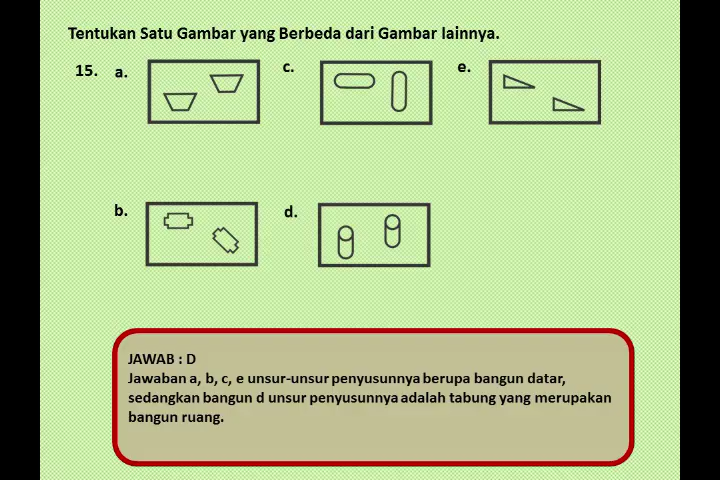 Tentukan Satu Gambar yang Berbeda dari Gambar lainnya.
15. a. c. e.
b. d.
JAWAB : D
Jawaban a, b, c, e unsur-unsur penyusunnya berupa bangun datar,
sedangkan bangun d unsur penyusunnya adalah tabung yang merupakan
bangun ruang.